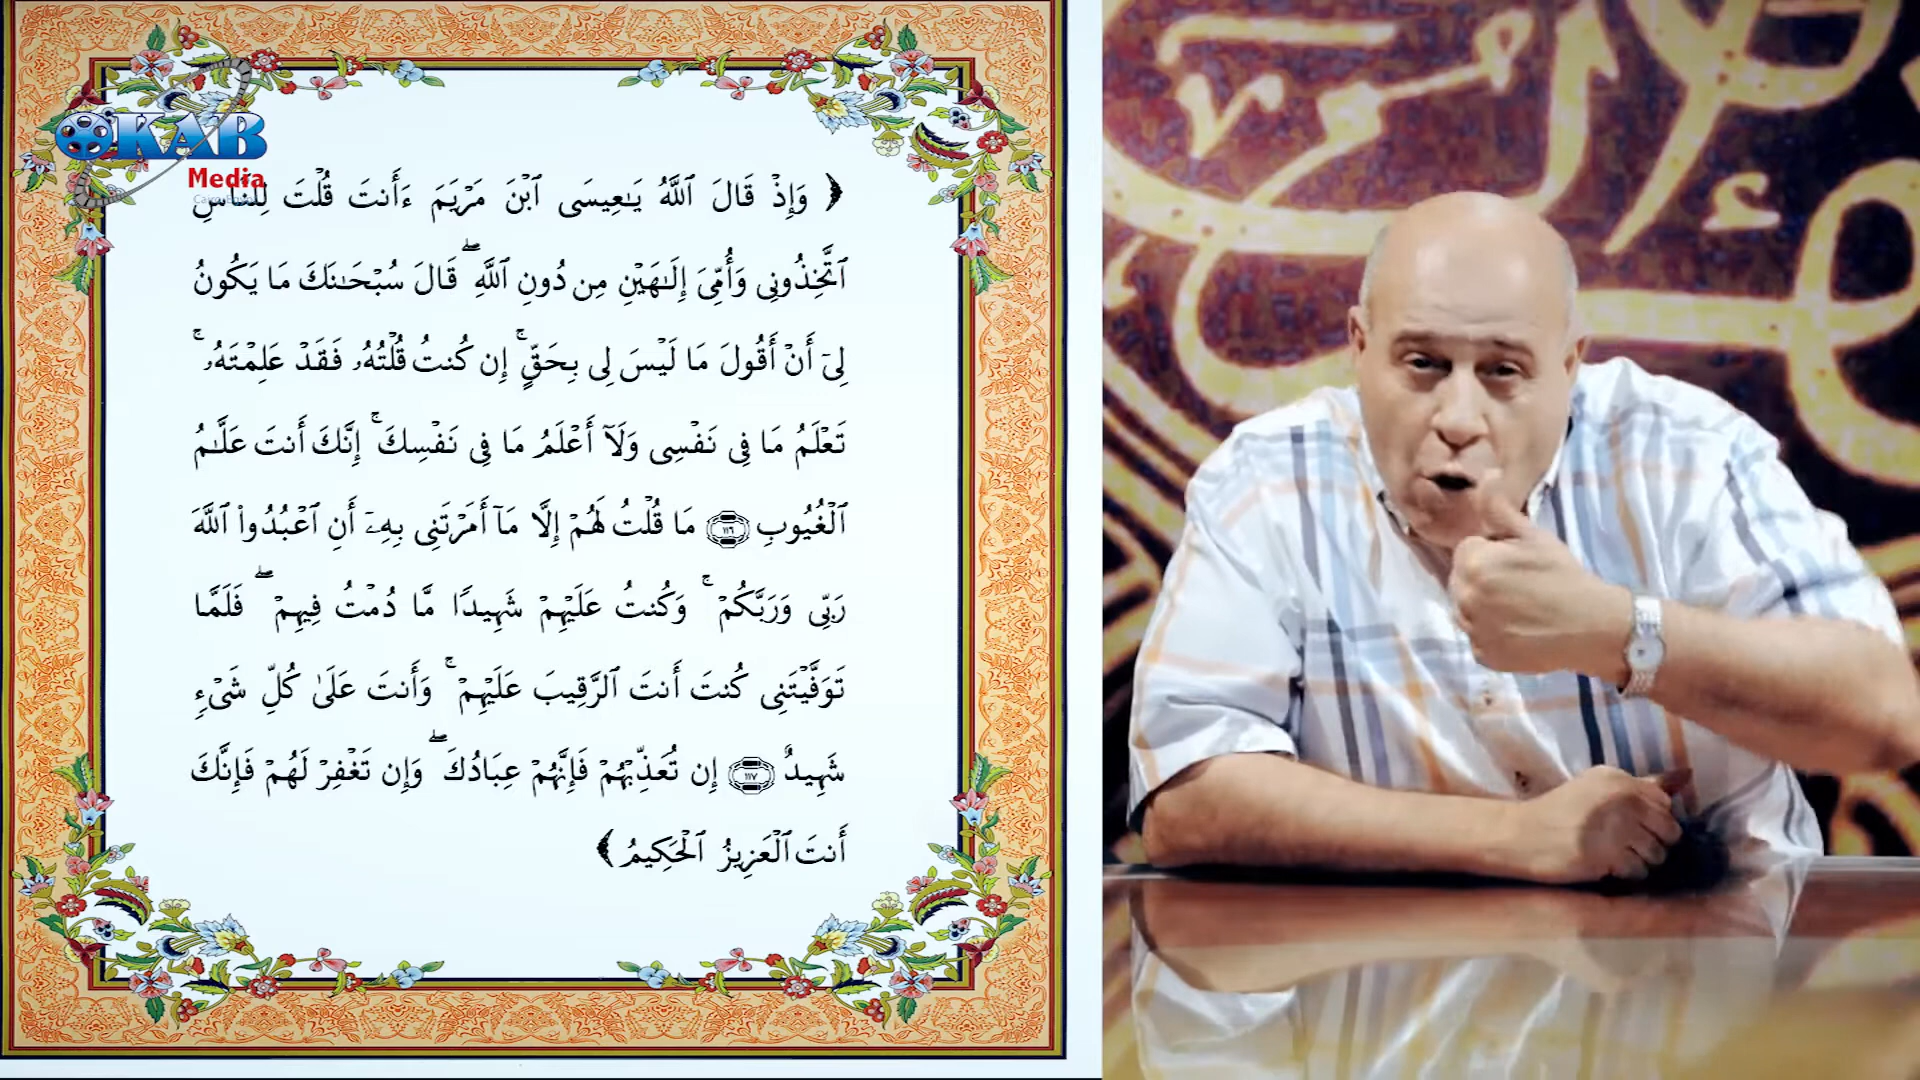 OKAB
Media
﴿ وَإِذْ قَالَ ٱللَّهُ يَـٰعِيسَى ٱبْنَ مَرْيَمَ ءَأَنتَ قُلْتَ لِلنَّاسِ
ٱتَّخِذُونِى وَأُمِّىَ إِلَـٰهَيْنِ مِن دُونِ ٱللَّهِ ۖ قَالَ سُبْحَـٰنَكَ مَا يَكُونُ
لِىٓ أَنْ أَقُولَ مَا لَيْسَ لِى بِحَقٍّ ۚ إِن كُنتُ قُلْتُهُۥ فَقَدْ عَلِمْتَهُۥ ۚ
تَعْلَمُ مَا فِى نَفْسِى وَلَآ أَعْلَمُ مَا فِى نَفْسِكَ ۚ إِنَّكَ أَنتَ عَلَّـٰمُ
ٱلْغُيُوبِ ١١٦ مَا قُلْتُ لَهُمْ إِلَّا مَآ أَمَرْتَنِى بِهِۦٓ أَنِ ٱعْبُدُوا۟ ٱللَّهَ
رَبِّى وَرَبَّكُمْ ۚ وَكُنتُ عَلَيْهِمْ شَهِيدًا مَّا دُمْتُ فِيهِمْ ۖ فَلَمَّا
تَوَفَّيْتَنِى كُنتَ أَنتَ ٱلرَّقِيبَ عَلَيْهِمْ ۚ وَأَنتَ عَلَىٰ كُلِّ شَىْءٍ
شَهِيدٌ ١١٧ إِن تُعَذِّبْهُمْ فَإِنَّهُمْ عِبَادُكَ ۖ وَإِن تَغْفِرْ لَهُمْ فَإِنَّكَ
أَنتَ ٱلْعَزِيزُ ٱلْحَكِيمُ ﴾